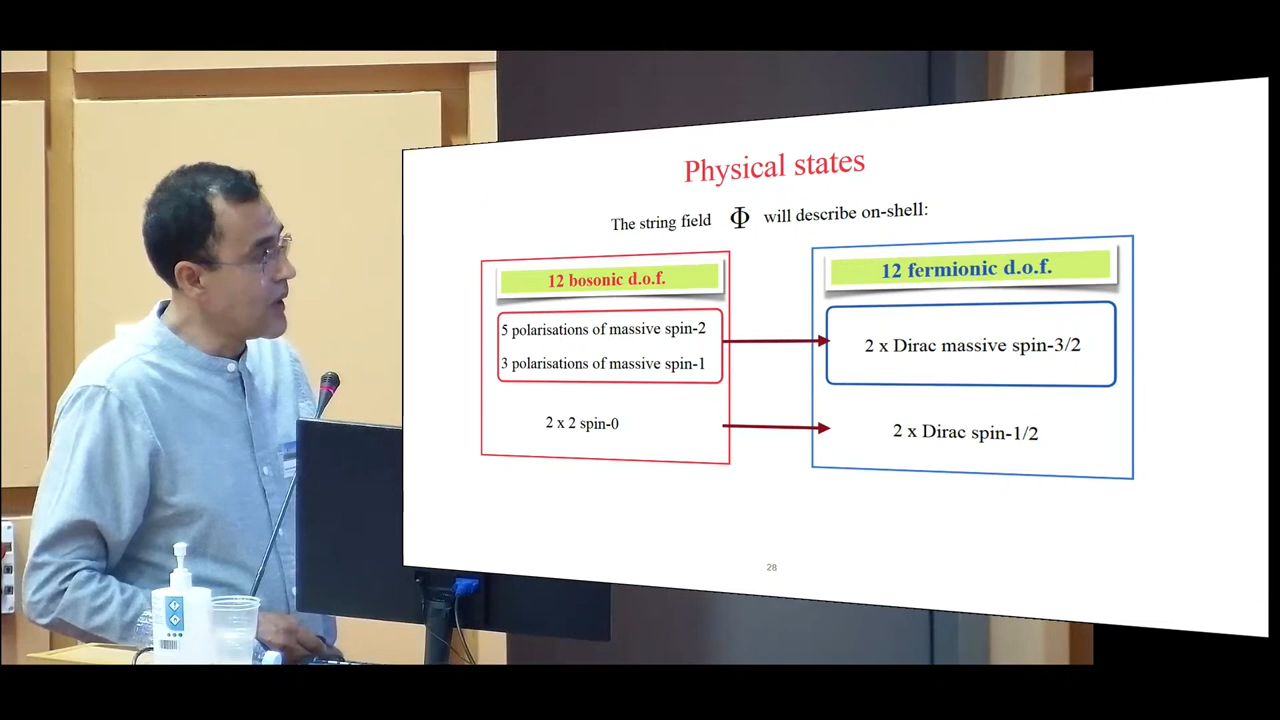 Physical states
The string field Φ will describe on-shell:
12 bosonic d.o.f.
5 polarisations of massive spin-2
3 polarisations of massive spin-1
2 x 2 spin-0
12 fermionic d.o.f.
2 x Dirac massive spin-3/2
2 x Dirac spin-1/2
28